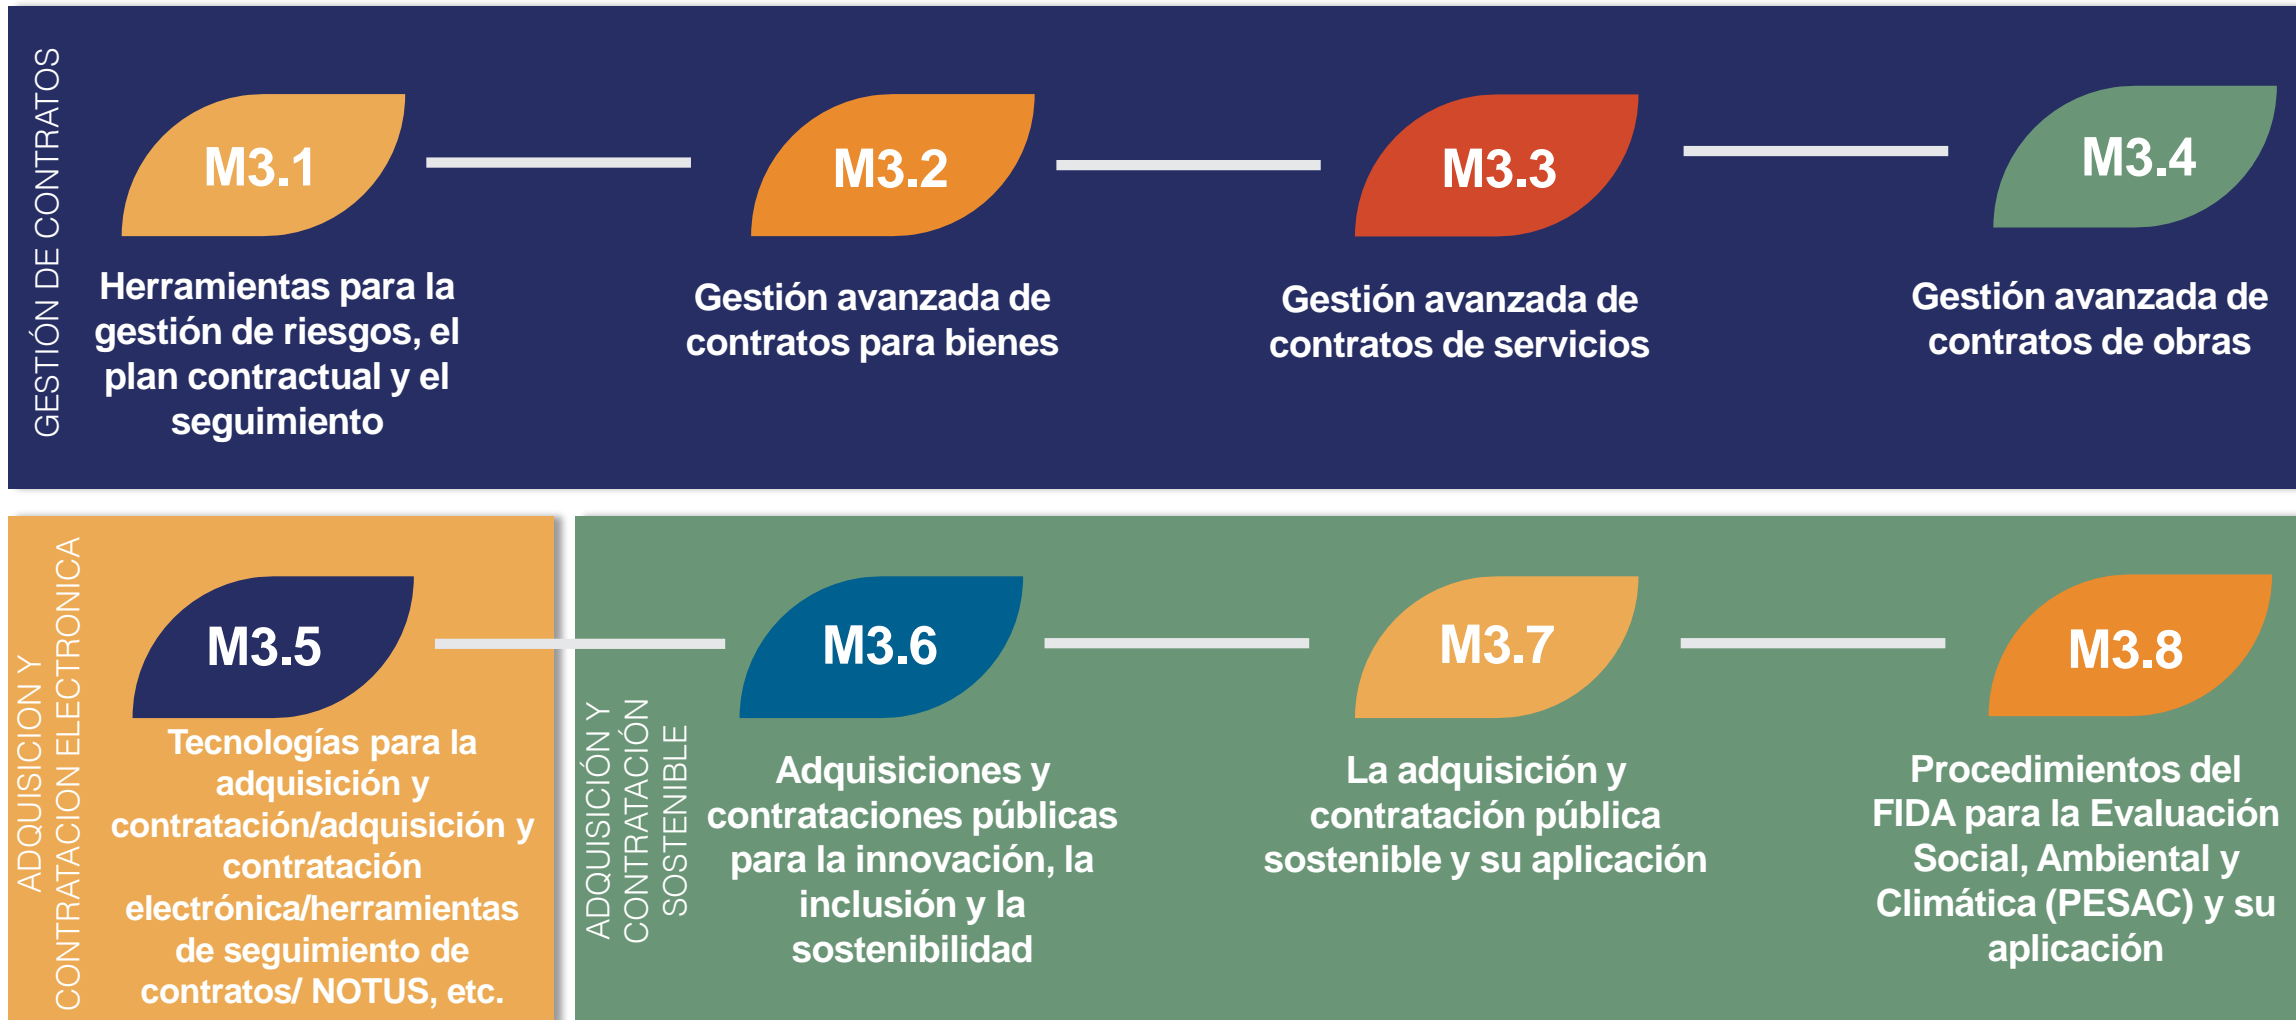 GESTIÓN DE CONTRATOS
M3.1
Herramientas para la
gestión de riesgos, el
plan contractual y el
seguimiento
M3.2
Gestión avanzada de
contratos para bienes
M3.3
Gestión avanzada de
contratos de servicios
M3.4
Gestión avanzada de
contratos de obras
ADQUISICION Y
CONTRATACION ELECTRONICA
M3.5
Tecnologías para la
adquisición y
contratación/adquisición y
contratación
electrónica/herramientas
de seguimiento de
contratos/ NOTUS, etc.
ADQUISICIÓN Y
CONTRATACIÓN
SOSTENIBLE
M3.6
Adquisiciones y
contrataciones públicas
para la innovación, la
inclusión y la
sostenibilidad
M3.7
La adquisición y
contratación pública
sostenible y su aplicación
M3.8
Procedimientos del
FIDA para la Evaluación
Social, Ambiental y
Climática (PESAC) y su
aplicación